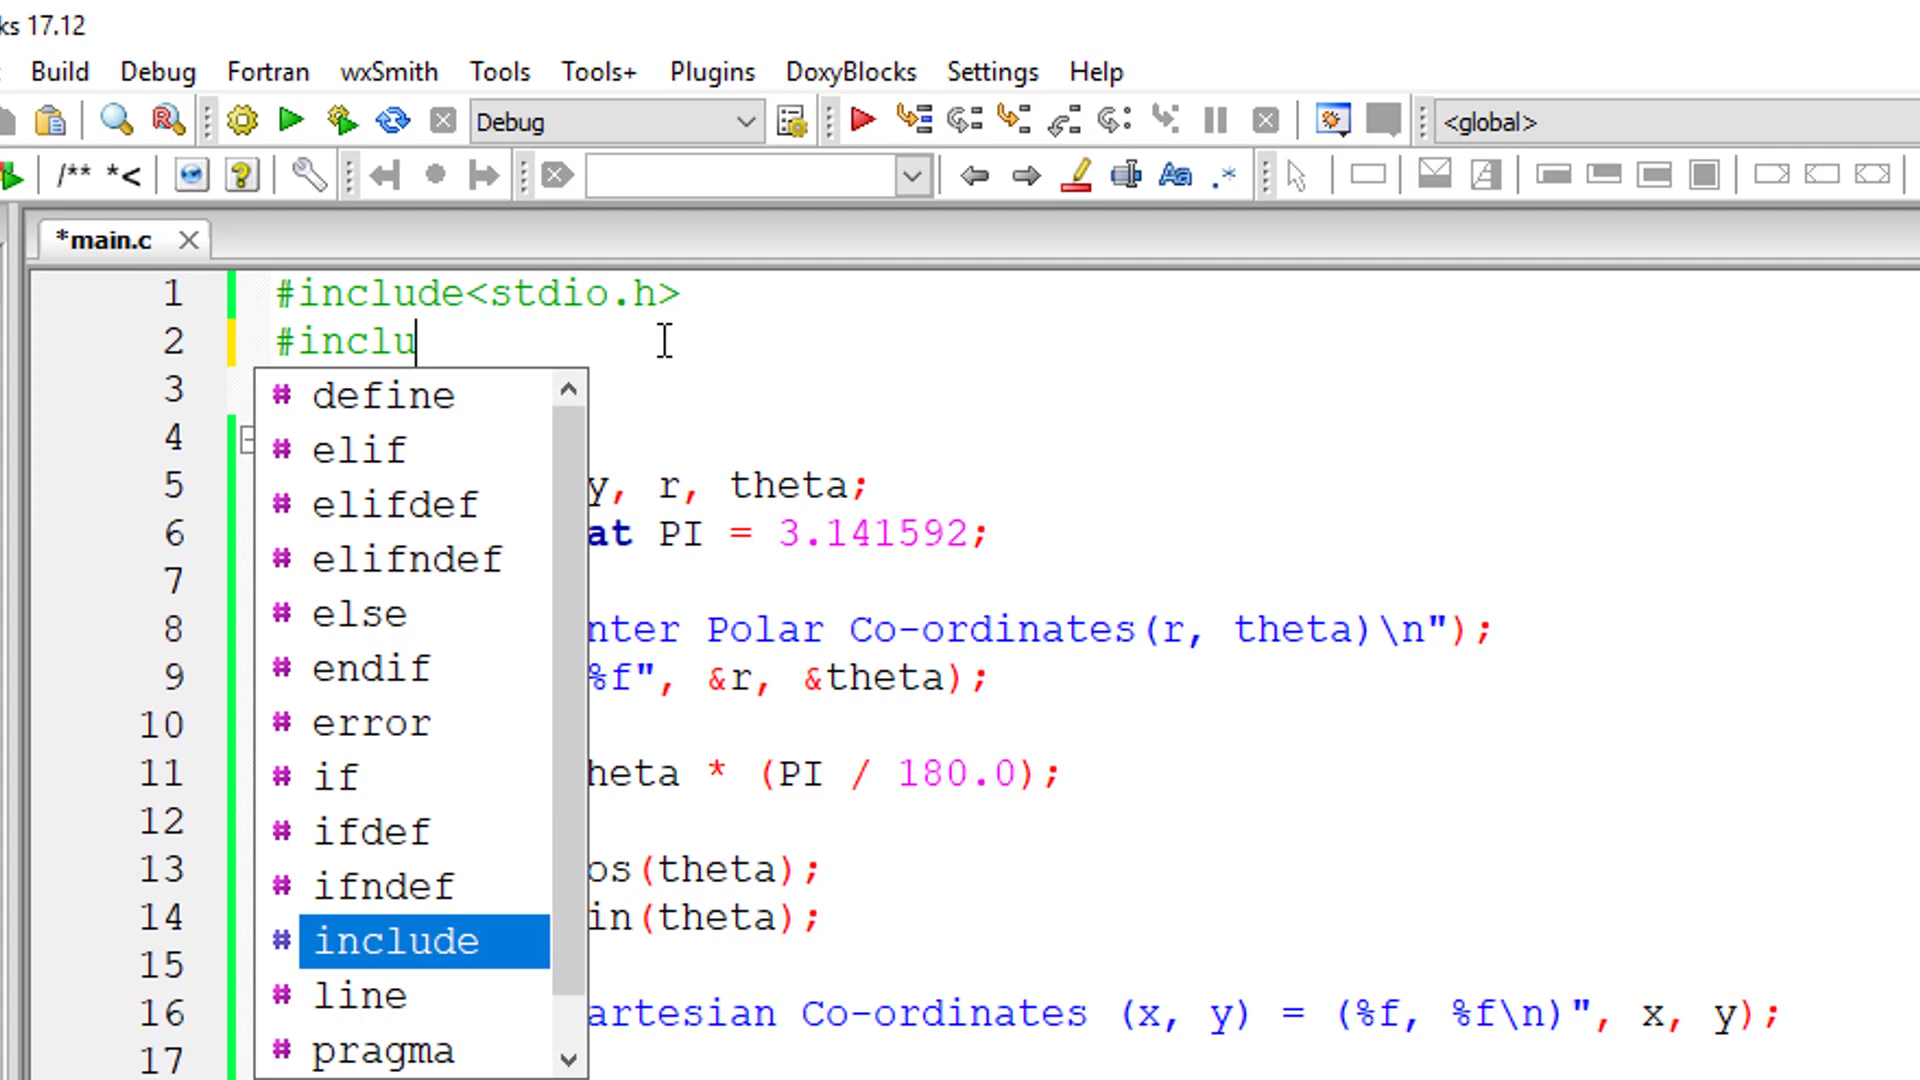 ks 17.12
Build Debug Fortran wxSmith Tools Tools+ Plugins DoxyBlocks Settings Help
Debug <global>
/** *<
*main.c
1 #include<stdio.h>
2 #inclu
3
4
5 y, r, theta;
6 at PI = 3.141592;
7
8 nter Polar Co-ordinates(r, theta)\n");
9 %f", &r, &theta);
10
11 heta * (PI / 180.0);
12
13 os(theta);
14 in(theta);
15
16 artesian Co-ordinates (x, y) = (%f, %f\n)", x, y);
17
# define
# elif
# elifdef
# elifndef
# else
# endif
# error
# if
# ifdef
# ifndef
# include
# line
# pragma